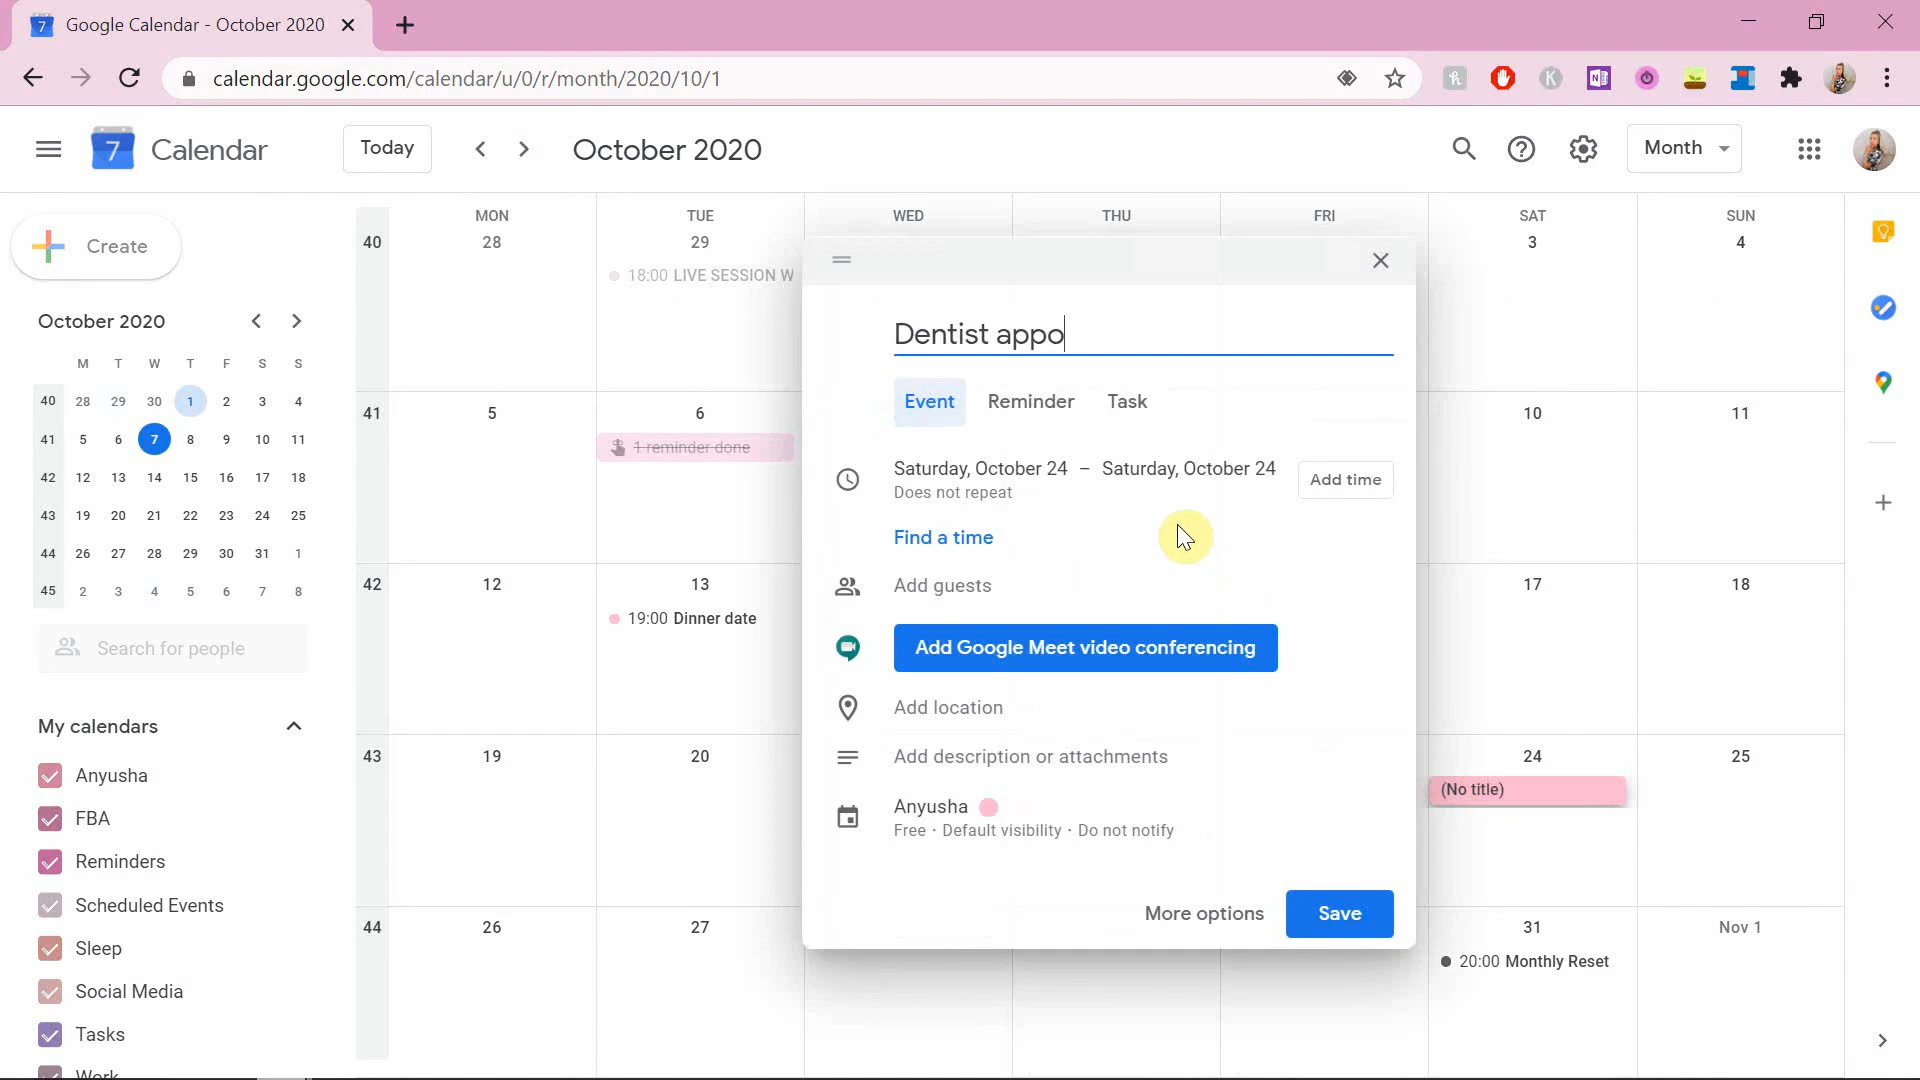 Google Calendar - October 2020
calendar.google.com/calendar/u/0/r/month/2020/10/1
7 Calendar Today October 2020 Month
Create
October 2020
M T W T F S S
40 28 29 30 1 2 3 4
41 5 6 7 8 9 10 11
42 12 13 14 15 16 17 18
43 19 20 21 22 23 24 25
44 26 27 28 29 30 31 1
45 2 3 4 5 6 7 8
Search for people
My calendars
Anyusha
FBA
Reminders
Scheduled Events
Sleep
Social Media
Tasks
Work
MON TUE WED THU FRI SAT SUN
40 28 29 3 4
18:00 LIVE SESSION W
41 5 6 10 11
1 reminder done
42 12 13 17 18
19:00 Dinner date
43 19 20 24 25
(No title)
44 26 27 31 Nov 1
20:00 Monthly Reset
Dentist appo
Event Reminder Task
Saturday, October 24 – Saturday, October 24 Add time
Does not repeat
Find a time
Add guests
Add Google Meet video conferencing
Add location
Add description or attachments
Anyusha
Free · Default visibility · Do not notify
More options Save